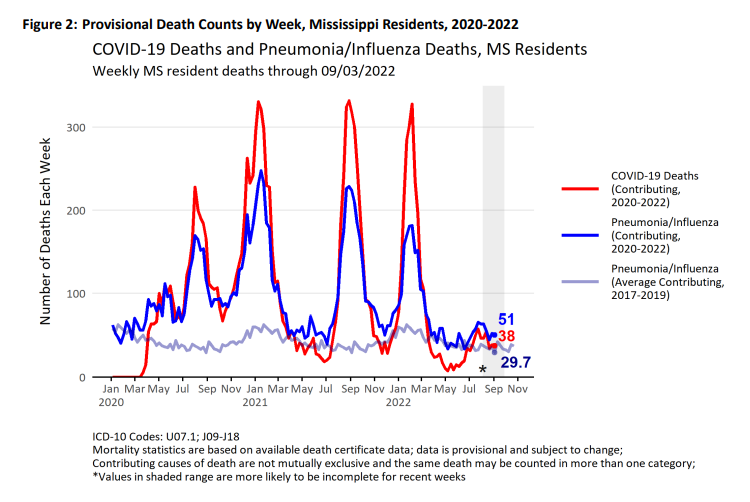 Figure 2: Provisional Death Counts by Week, Mississippi Residents, 2020-2022
COVID-19 Deaths and Pneumonia/Influenza Deaths, MS Residents
Weekly MS resident deaths through 09/03/2022
Number of Deaths Each Week
300
200
100
0
COVID-19 Deaths
(Contributing,
2020-2022)
Pneumonia/Influenza
(Contributing,
2020-2022)
Pneumonia/Influenza
(Average Contributing,
2017-2019)
51
38
29.7
*
Jan Mar May Jul Sep Nov Jan Mar May Jul Sep Nov Jan Mar May Jul Sep Nov
2020 2021 2022
ICD-10 Codes: U07.1; J09-J18
Mortality statistics are based on available death certificate data; data is provisional and subject to change;
Contributing causes of death are not mutually exclusive and the same death may be counted in more than one category;
*Values in shaded range are more likely to be incomplete for recent weeks